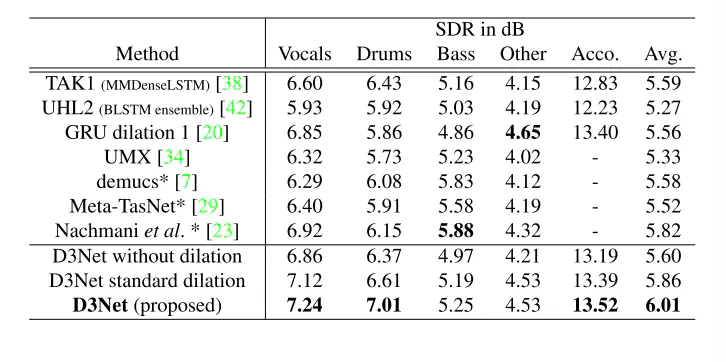 SDR in dB
Method Vocals Drums Bass Other Acco. Avg.
TAK1 (MMDenseLSTM) [38] 6.60 6.43 5.16 4.15 12.83 5.59
UHL2 (BLSTM ensemble) [42] 5.93 5.92 5.03 4.19 12.23 5.27
GRU dilation 1 [20] 6.85 5.86 4.86 4.65 13.40 5.56
UMX [34] 6.32 5.73 5.23 4.02 - 5.33
demucs* [7] 6.29 6.08 5.83 4.12 - 5.58
Meta-TasNet* [29] 6.40 5.91 5.58 4.19 - 5.52
Nachmani et al. * [23] 6.92 6.15 5.88 4.32 - 5.82
D3Net without dilation 6.86 6.37 4.97 4.21 13.19 5.60
D3Net standard dilation 7.12 6.61 5.19 4.53 13.39 5.86
D3Net (proposed) 7.24 7.01 5.25 4.53 13.52 6.01